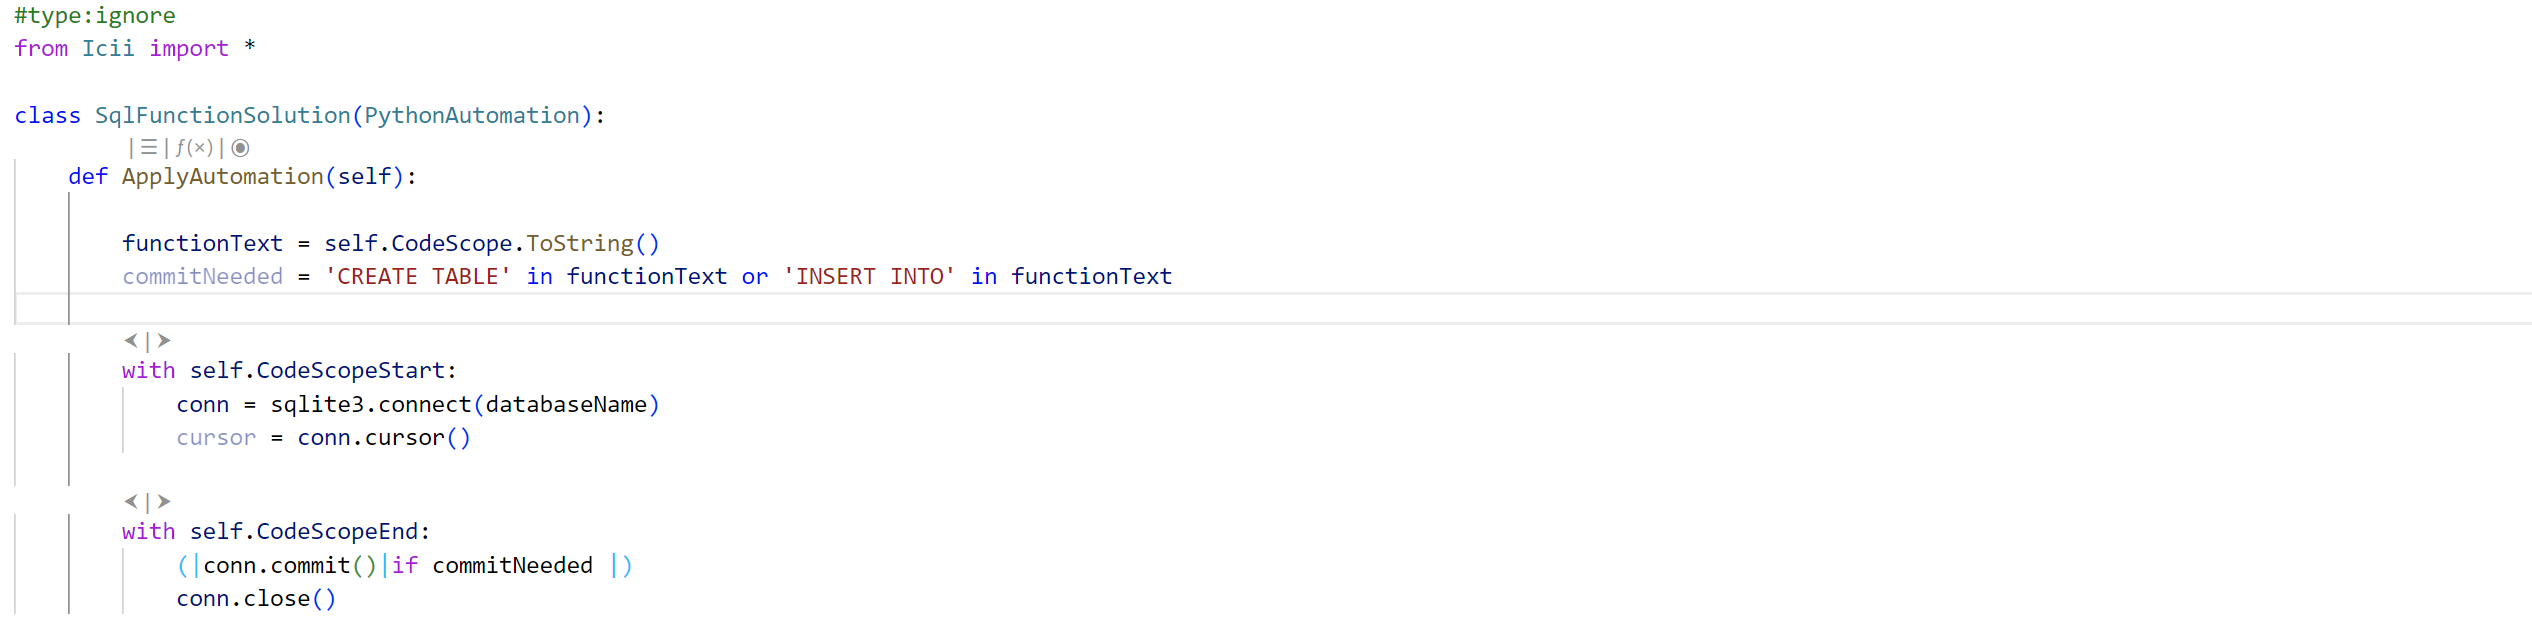 #type:ignore
from Icii import *
class SqlFunctionSolution(PythonAutomation):
|☰|ƒ(×)|◉
def ApplyAutomation(self):
functionText = self.CodeScope.ToString()
commitNeeded = 'CREATE TABLE' in functionText or 'INSERT INTO' in functionText
⮜|⮞
with self.CodeScopeStart:
conn = sqlite3.connect(databaseName)
cursor = conn.cursor()
⮜|⮞
with self.CodeScopeEnd:
(|conn.commit()|if commitNeeded |)
conn.close()